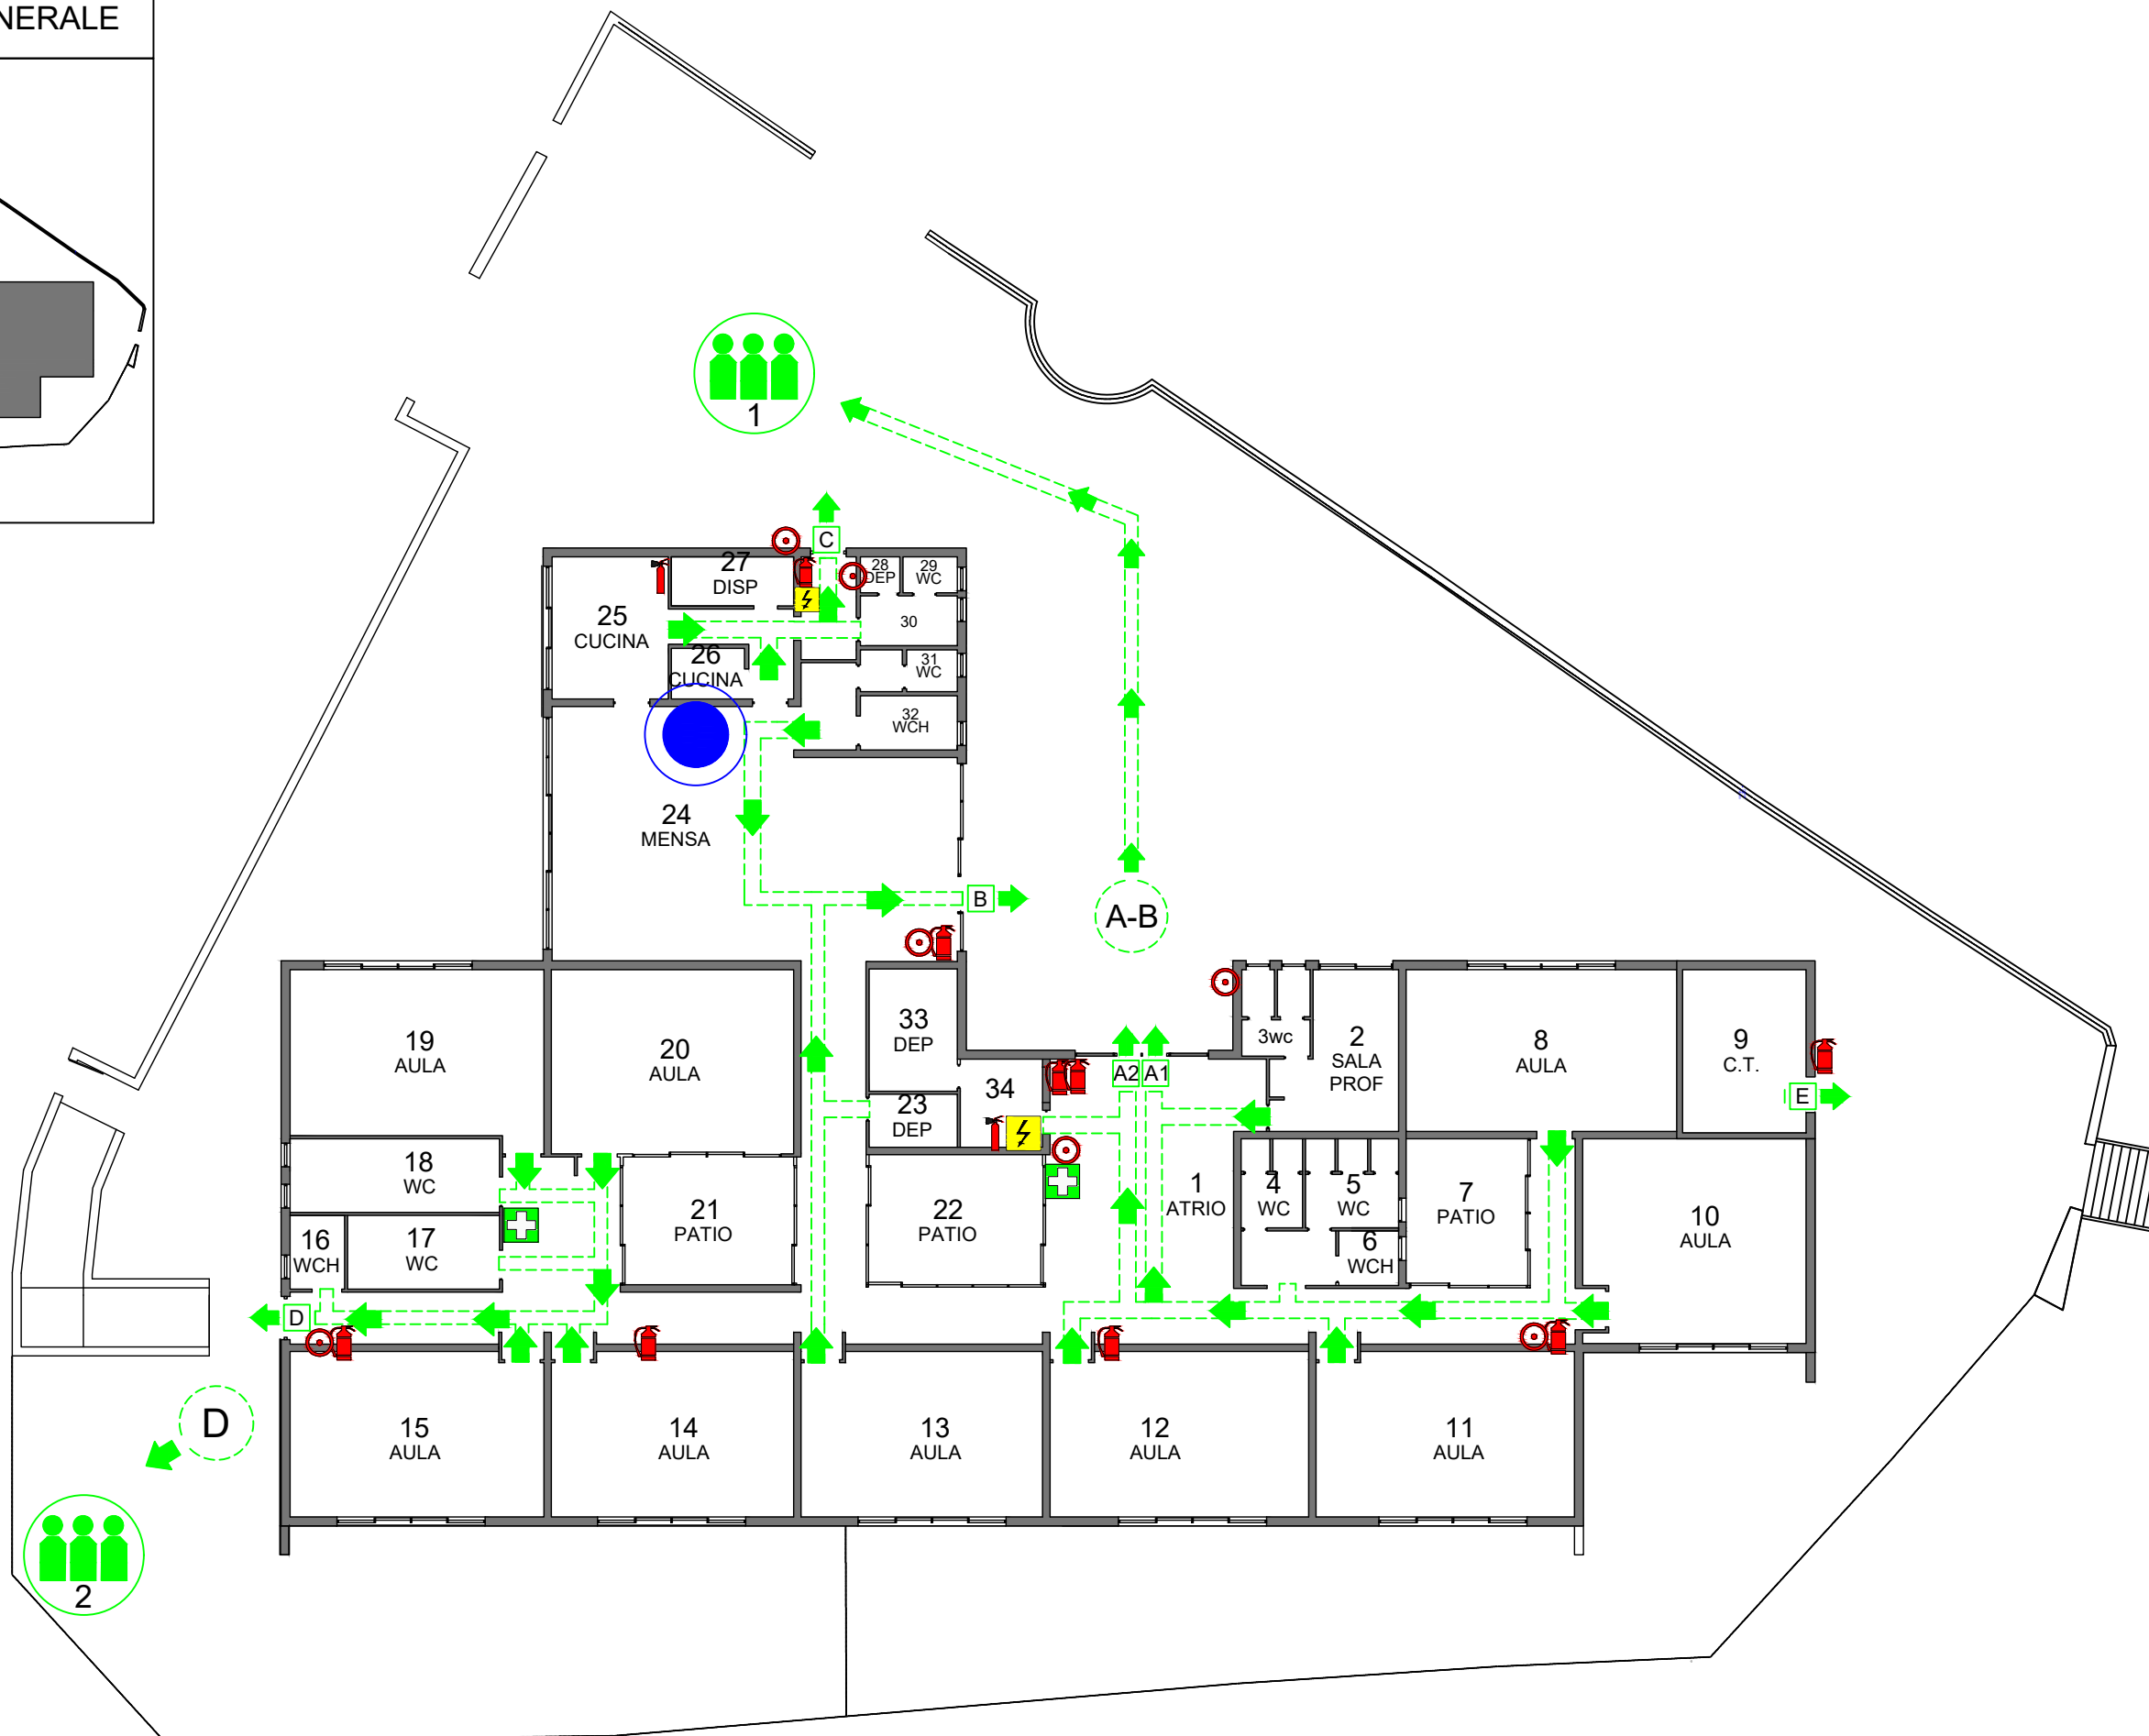 NERALE
1
C
27
DISP
28
DEP
29
WC
25
CUCINA
30
26
CUCINA
31
WC
32
WCH
24
MENSA
B
A-B
19
AULA
20
AULA
33
DEP
34
23
DEP
A2
A1
3wc
2
SALA
PROF
8
AULA
9
C.T.
E
18
WC
16
WCH
17
WC
21
PATIO
22
PATIO
1
ATRIO
4
WC
5
WC
6
WCH
7
PATIO
10
AULA
D
D
15
AULA
14
AULA
13
AULA
12
AULA
11
AULA
2